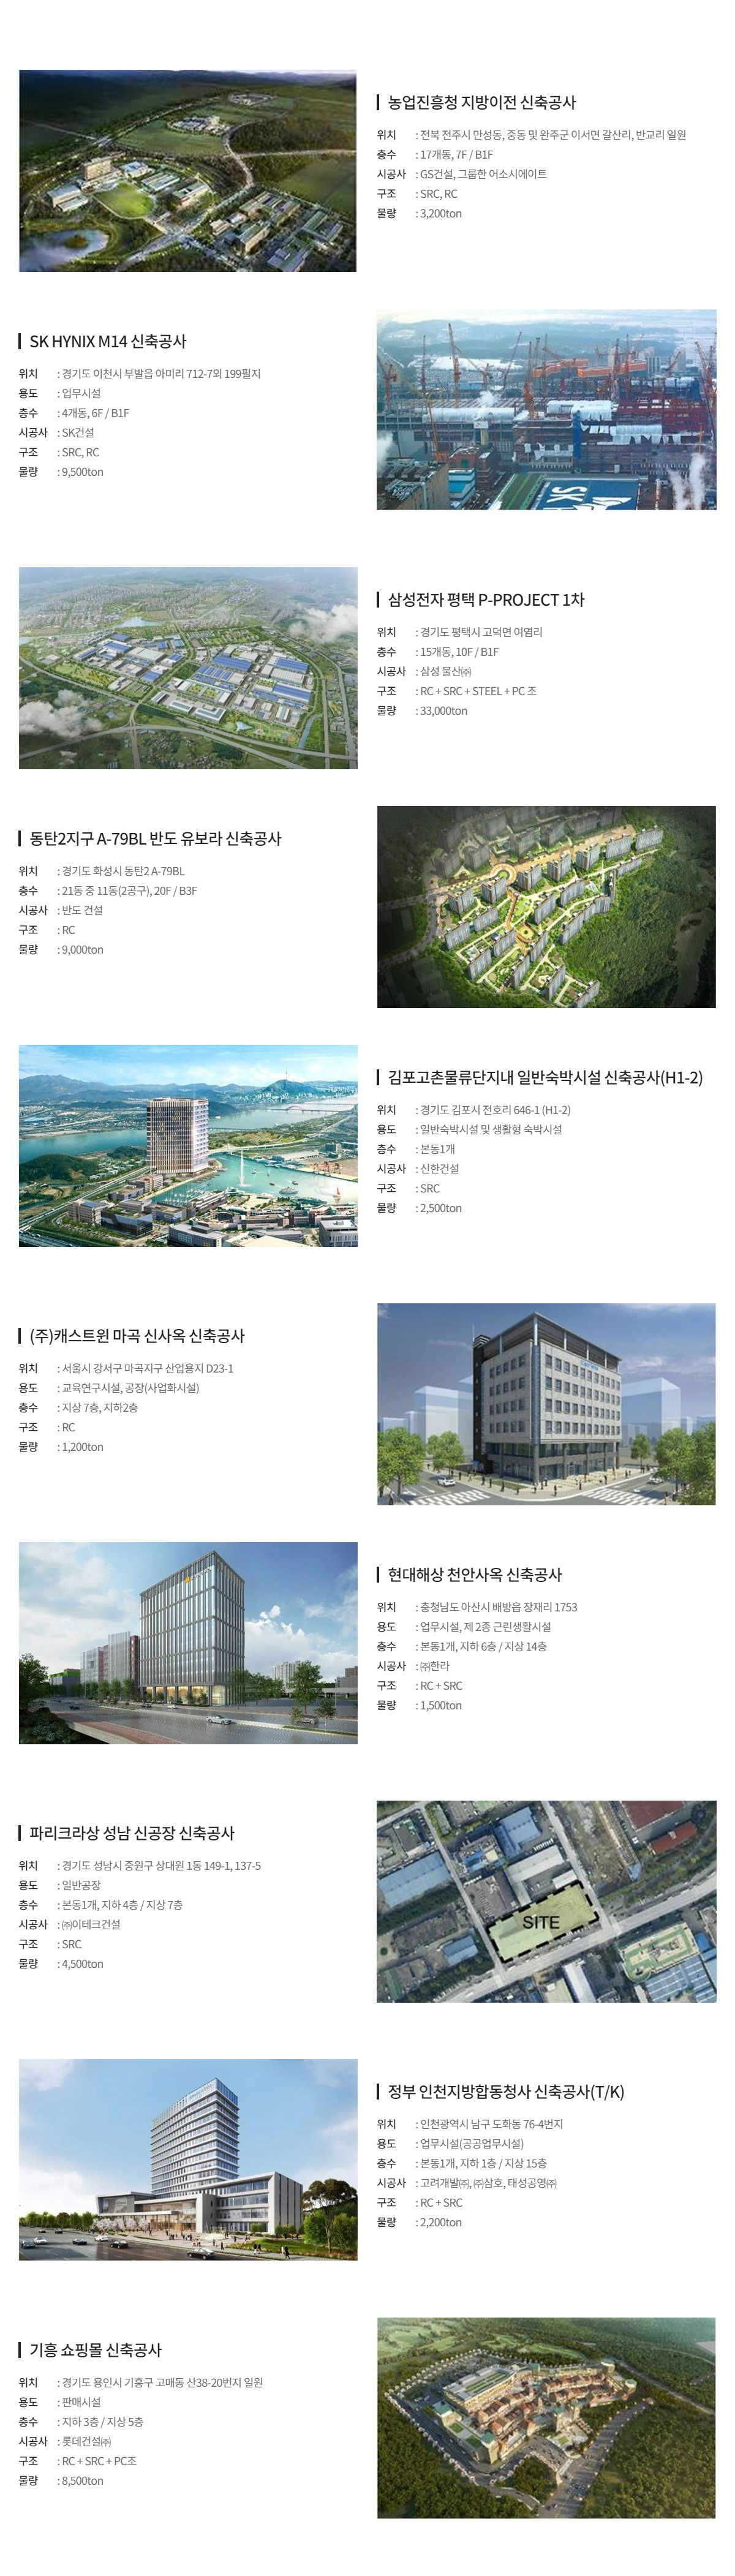 농업진흥청 지방이전 신축공사
위치 : 전북 전주시 만성동, 중동 및 완주군 이서면 갈산리, 반교리 일원
층수 : 17개동, 7F / B1F
시공사 : GS건설, 그룹한 어소시에이트
구조 : SRC, RC
물량 : 3,200ton
SK HYNIX M14 신축공사
위치 : 경기도 이천시 부발읍 아미리 712-7외 199필지
용도 : 업무시설
층수 : 4개동, 6F / B1F
시공사 : SK건설
구조 : SRC, RC
물량 : 9,500ton
SK
삼성전자 평택 P-PROJECT 1차
위치 : 경기도 평택시 고덕면 여염리
층수 : 15개동, 10F / B1F
시공사 : 삼성 물산㈜
구조 : RC + SRC + STEEL + PC 조
물량 : 33,000ton
동탄2지구 A-79BL 반도 유보라 신축공사
위치 : 경기도 화성시 동탄2 A-79BL
층수 : 21동 중 11동(2공구), 20F / B3F
시공사 : 반도 건설
구조 : RC
물량 : 9,000ton
김포고촌물류단지내 일반숙박시설 신축공사(H1-2)
위치 : 경기도 김포시 전호리 646-1 (H1-2)
용도 : 일반숙박시설 및 생활형 숙박시설
층수 : 본동1개
시공사 : 신한건설
구조 : SRC
물량 : 2,500ton
(주)캐스트윈 마곡 신사옥 신축공사
위치 : 서울시 강서구 마곡지구 산업용지 D23-1
용도 : 교육연구시설, 공장(사업화시설)
층수 : 지상 7층, 지하2층
구조 : RC
물량 : 1,200ton
현대해상 천안사옥 신축공사
위치 : 충청남도 아산시 배방읍 장재리 1753
용도 : 업무시설, 제 2종 근린생활시설
층수 : 본동1개, 지하 6층 / 지상 14층
시공사 : ㈜한라
구조 : RC + SRC
물량 : 1,500ton
파리크라상 성남 신공장 신축공사
위치 : 경기도 성남시 중원구 상대원 1동 149-1, 137-5
용도 : 일반공장
층수 : 본동1개, 지하 4층 / 지상 7층
시공사 : ㈜이테크건설
구조 : SRC
물량 : 4,500ton
SITE
정부 인천지방합동청사 신축공사(T/K)
위치 : 인천광역시 남구 도화동 76-4번지
용도 : 업무시설(공공업무시설)
층수 : 본동1개, 지하 1층 / 지상 15층
시공사 : 고려개발㈜, ㈜삼호, 태성공영㈜
구조 : RC + SRC
물량 : 2,200ton
기흥 쇼핑몰 신축공사
위치 : 경기도 용인시 기흥구 고매동 산38-20번지 일원
용도 : 판매시설
층수 : 지하 3층 / 지상 5층
시공사 : 롯데건설㈜
구조 : RC + SRC + PC조
물량 : 8,500ton